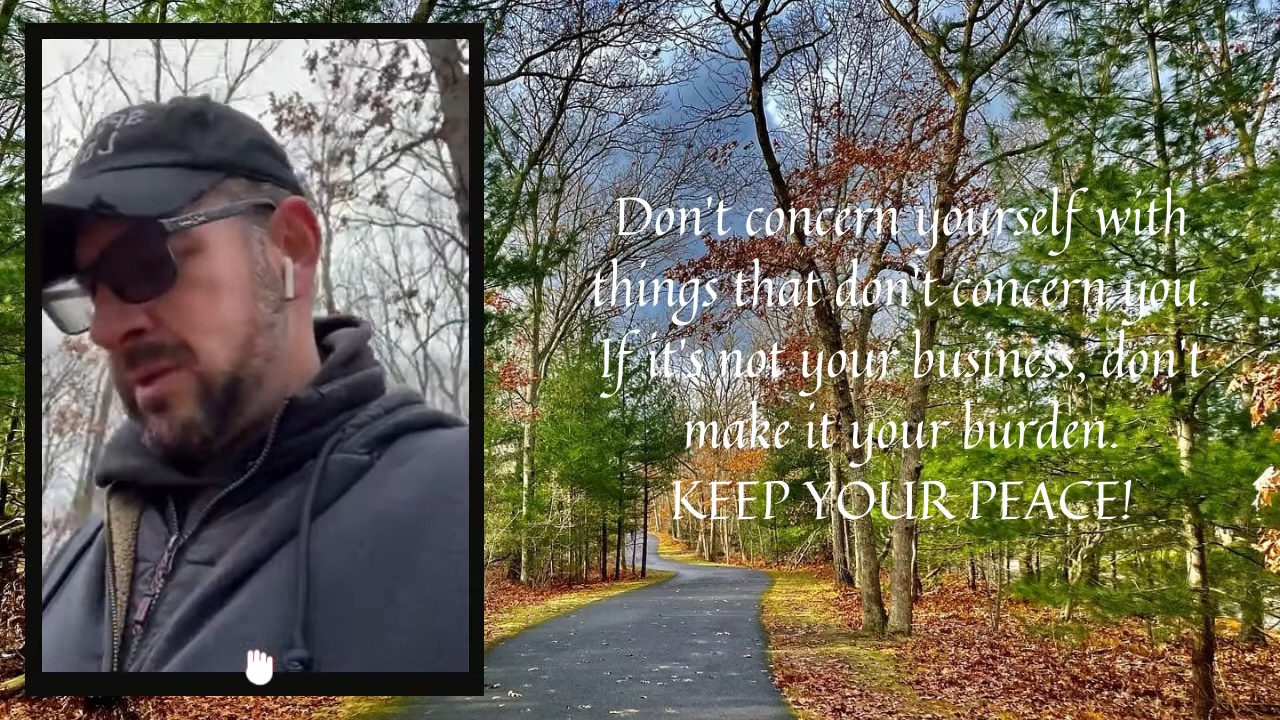 Don't concern yourself with
things that don't concern you.
If it's not your business, don't
make it your burden.
KEEP YOUR PEACE!